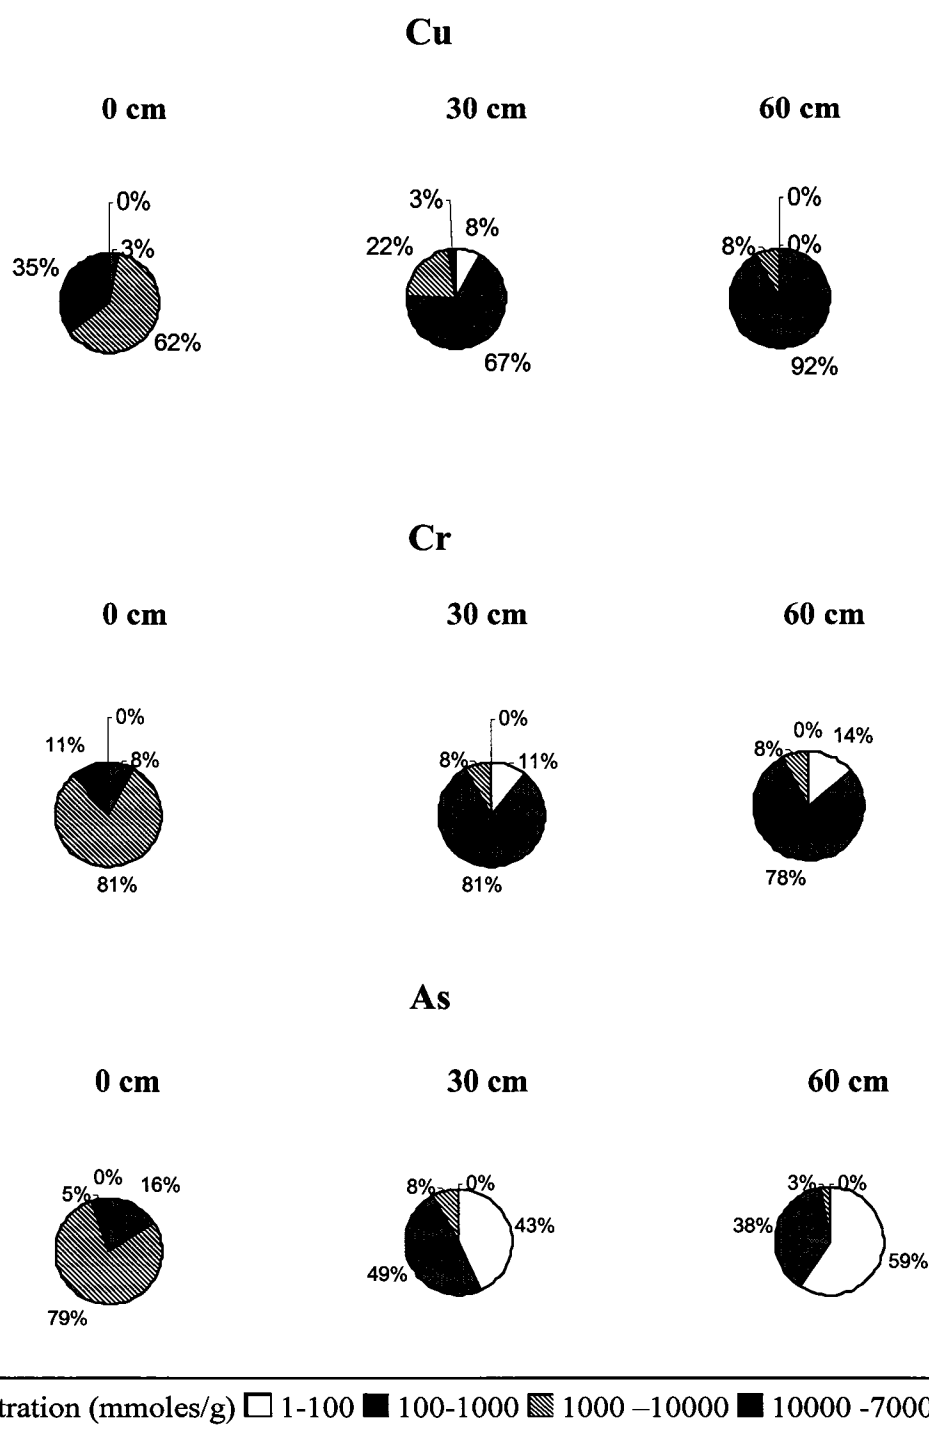 Cu
0 cm 30 cm 60 cm
0% 3% 35% 62%
3% 8% 22% 67%
0% 8% 0% 92%
Cr
0 cm 30 cm 60 cm
0% 11% 8% 81%
0% 8% 11% 81%
0% 14% 8% 78%
As
0 cm 30 cm 60 cm
0% 16% 5% 79%
8% 0% 43% 49%
3% 0% 38% 59%
tration (mmoles/g) 1-100 100-1000 1000 –10000 10000 -7000